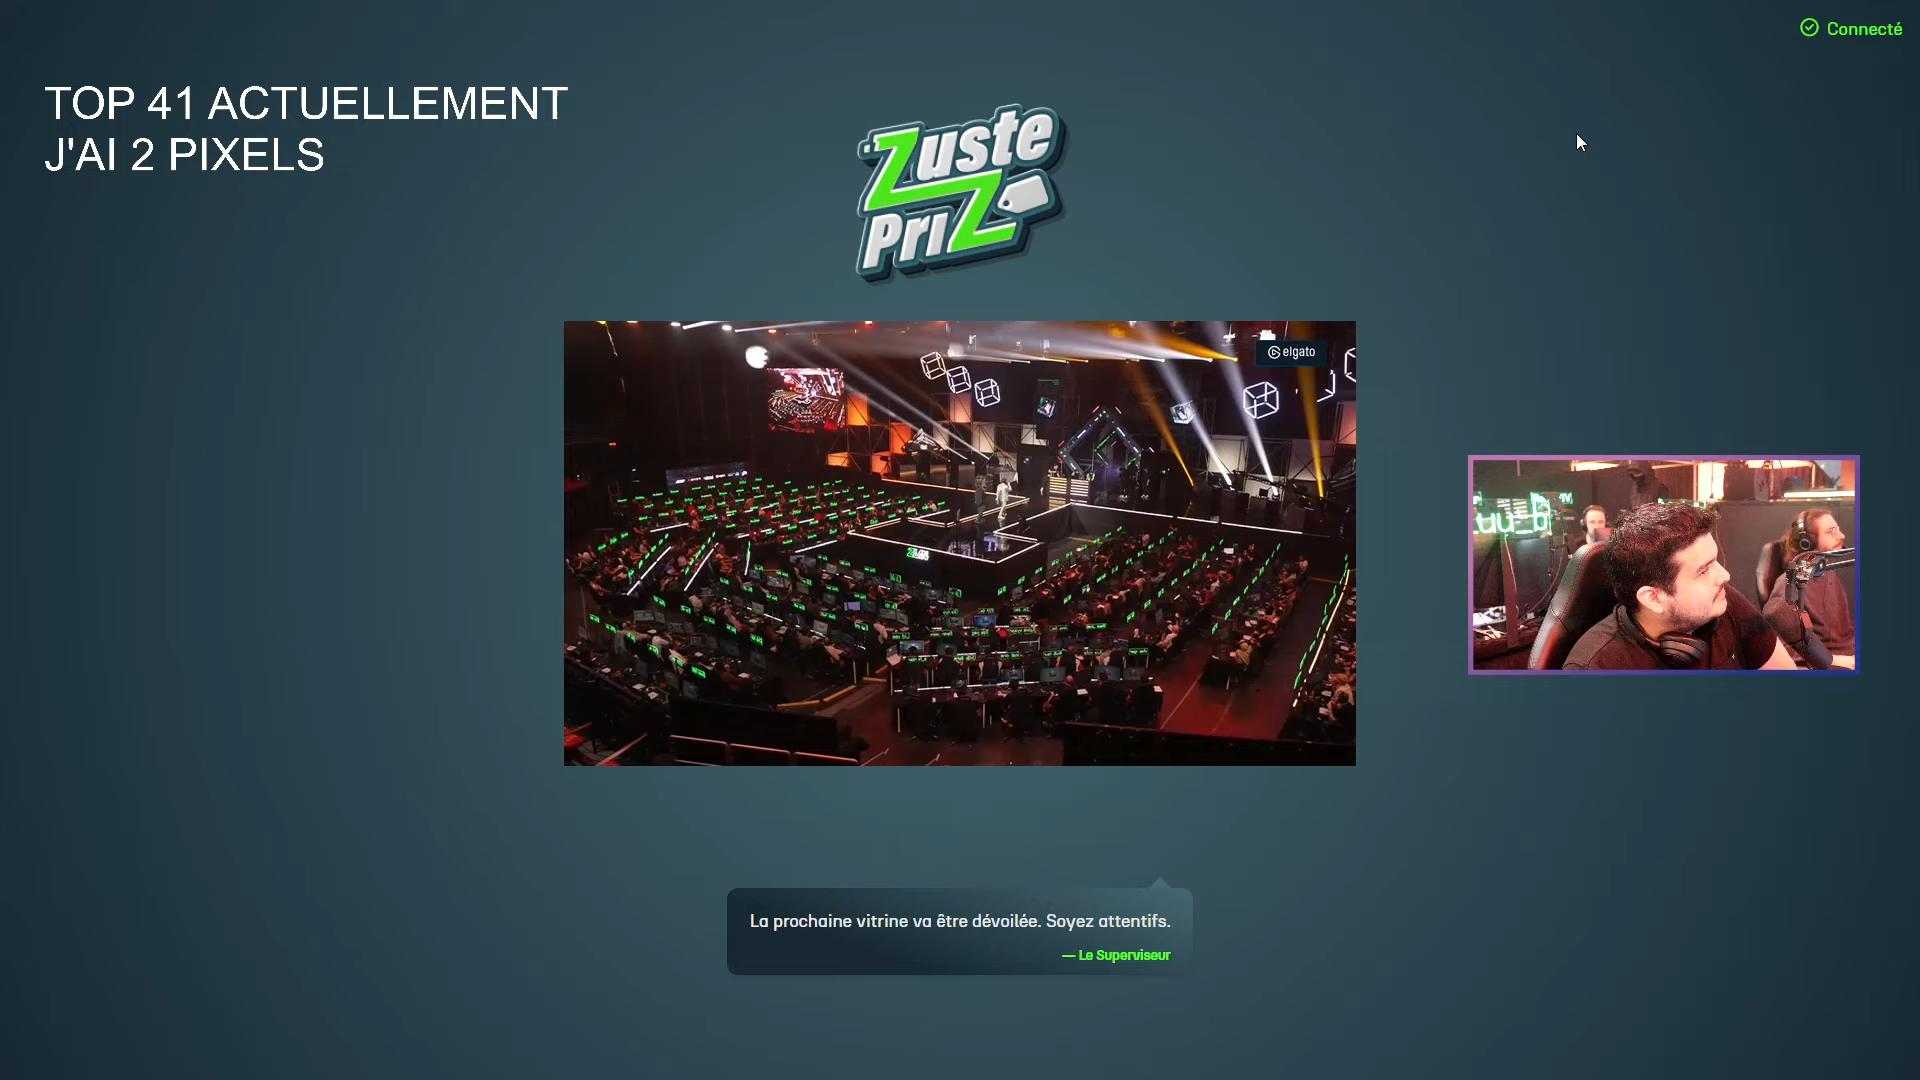 Connecté
TOP 41 ACTUELLEMENT
J'AI 2 PIXELS
Zuste
PriZ
elgato
ZLAN
La prochaine vitrine va être dévoilée. Soyez attentifs.
— Le Superviseur